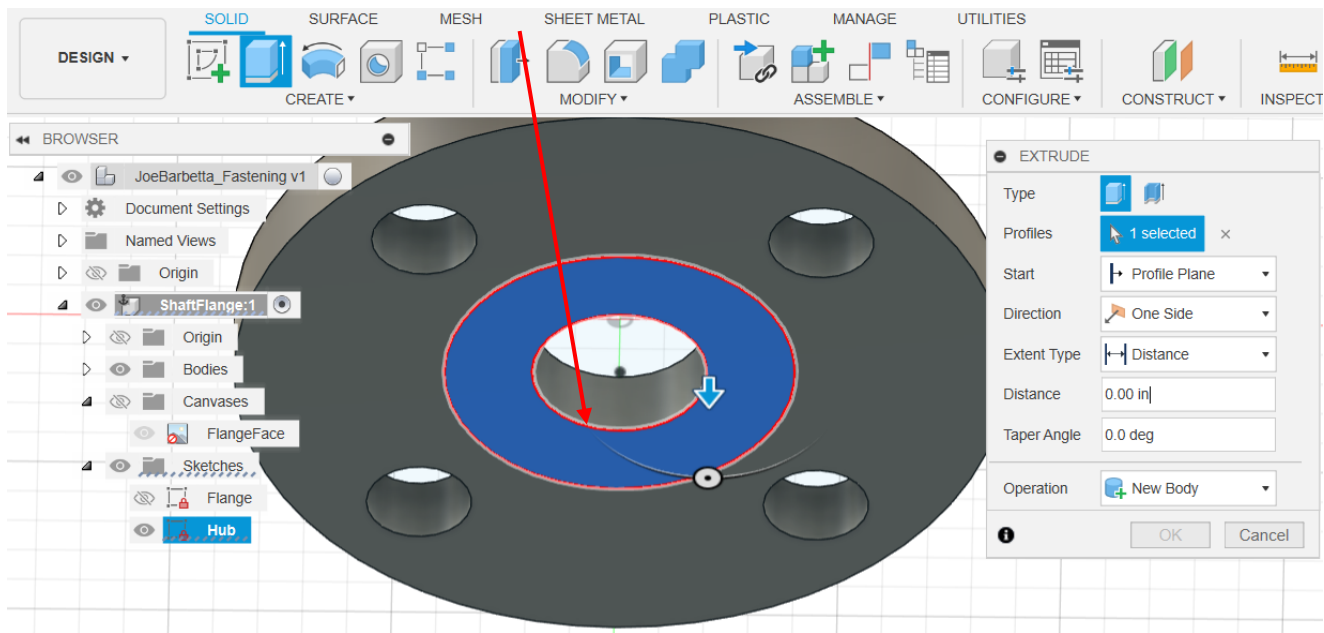 SOLID SURFACE MESH SHEET METAL PLASTIC MANAGE UTILITIES
DESIGN ▾
CREATE ▾ MODIFY ▾ ASSEMBLE ▾ CONFIGURE ▾ CONSTRUCT ▾ INSPECT
BROWSER
JoeBarbetta_Fastening v1
Document Settings
Named Views
Origin
ShaftFlange:1
Origin
Bodies
Canvases
FlangeFace
Sketches
Flange
Hub
EXTRUDE
Type
Profiles 1 selected ×
Start Profile Plane
Direction One Side
Extent Type Distance
Distance 0.00 in
Taper Angle 0.0 deg
Operation New Body
OK Cancel